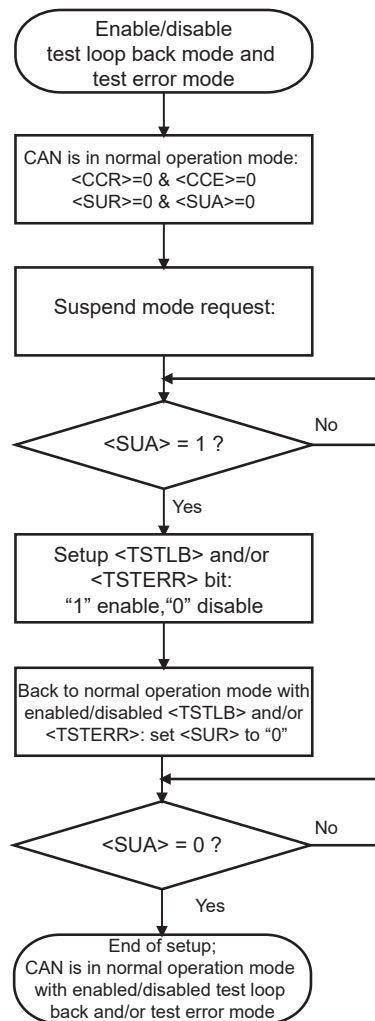 Enable/disable
test loop back mode and
test error mode
CAN is in normal operation mode:
<CCR>=0 & <CCE>=0
<SUR>=0 & <SUA>=0
Suspend mode request:
<SUA> = 1 ?
No
Yes
Setup <TSTLB> and/or
<TSTERR> bit:
“1” enable,“0” disable
Back to normal operation mode with
enabled/disabled <TSTLB> and/or
<TSTERR>: set <SUR> to “0”
<SUA> = 0 ?
No
Yes
End of setup;
CAN is in normal operation mode
with enabled/disabled test loop
back and/or test error mode